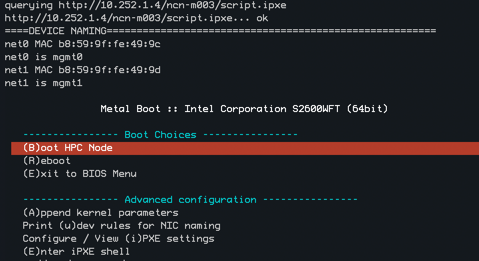 querying http://10.252.1.4/ncn-m003/script.ipxe
http://10.252.1.4/ncn-m003/script.ipxe... ok
====DEVICE NAMING=======================================================
net0 MAC b8:59:9f:fe:49:9c
net0 is mgmt0
net1 MAC b8:59:9f:fe:49:9d
net1 is mgmt1
Metal Boot :: Intel Corporation S2600WFT (64bit)
---------------- Boot Choices ----------------
(B)oot HPC Node
(R)eboot
(E)xit to BIOS Menu
---------------- Advanced configuration ----------------
(A)ppend kernel parameters
Print (u)dev rules for NIC naming
Configure / View (i)PXE settings
(E)nter iPXE shell